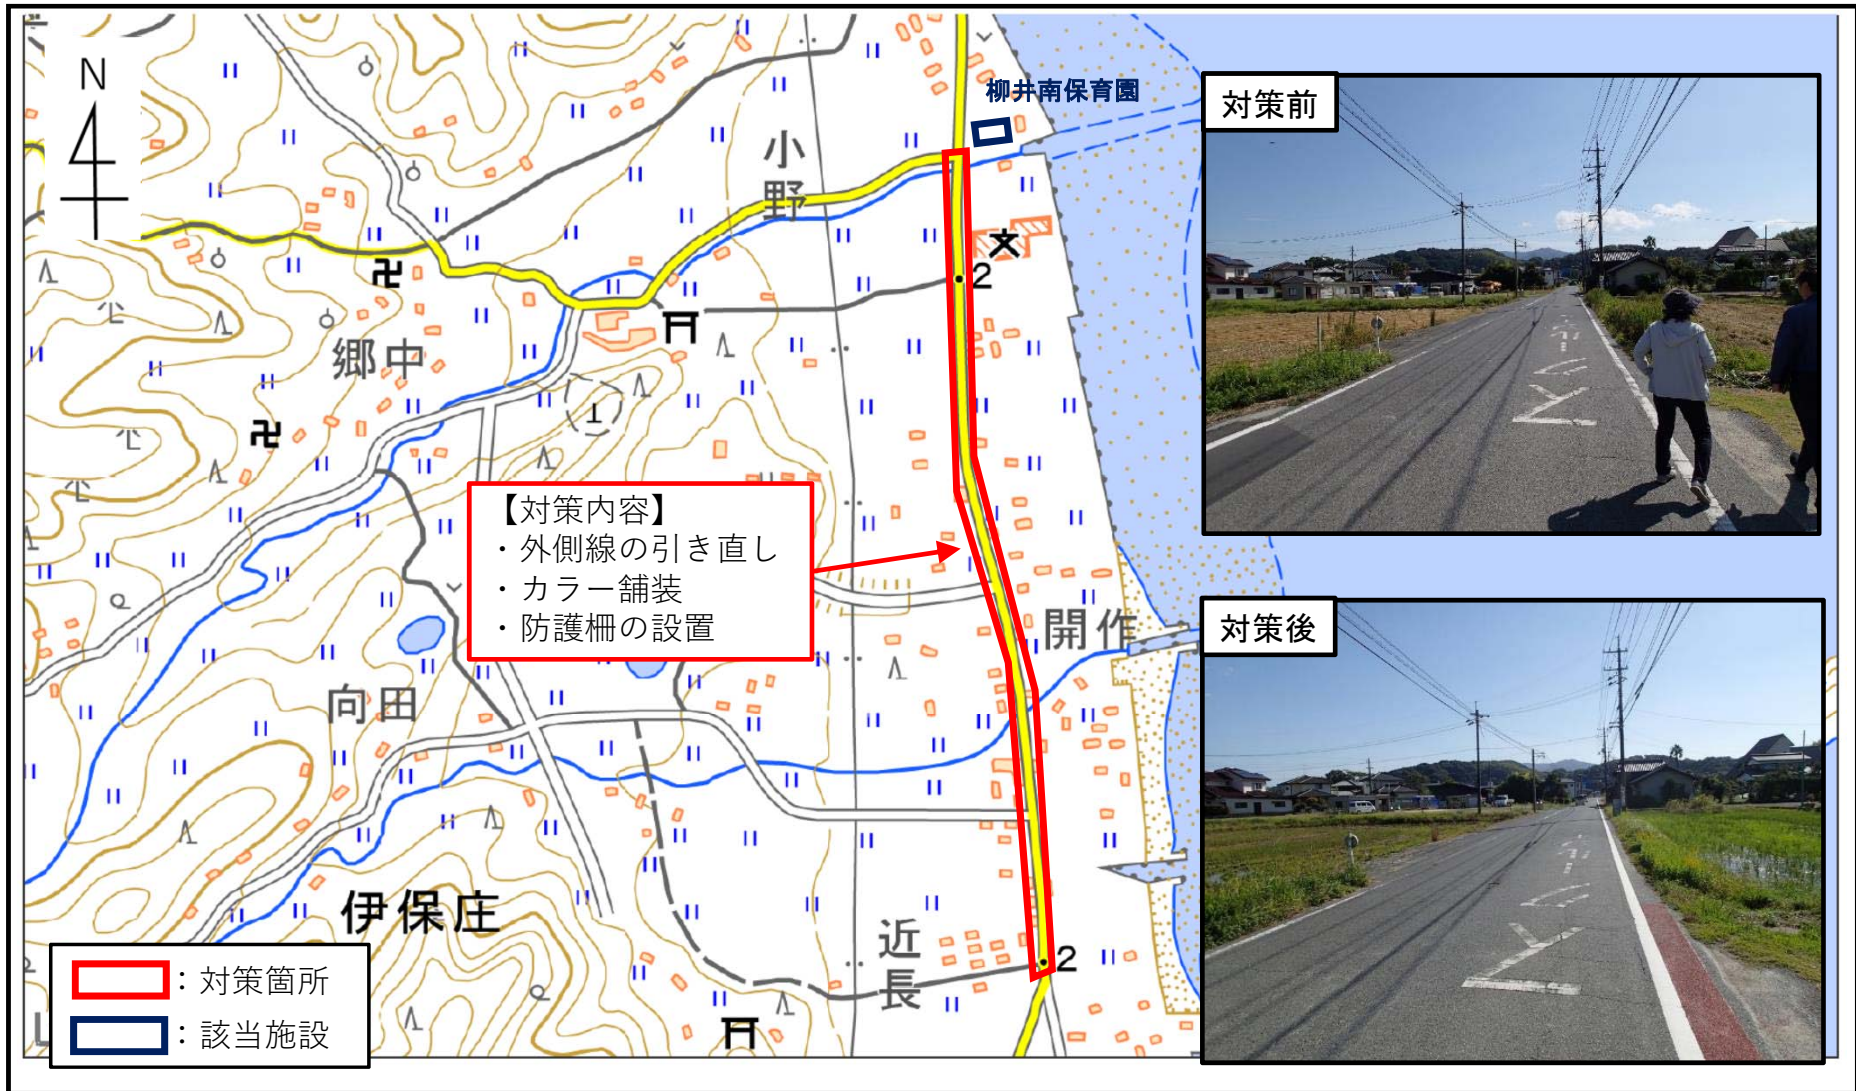 N
柳井南保育園
対策前
小野
文
2
郷中
【対策内容】
・外側線の引き直し
・カラー舗装
・防護柵の設置
開作
対策後
向田
伊保庄
近長
2
：対策箇所
：該当施設